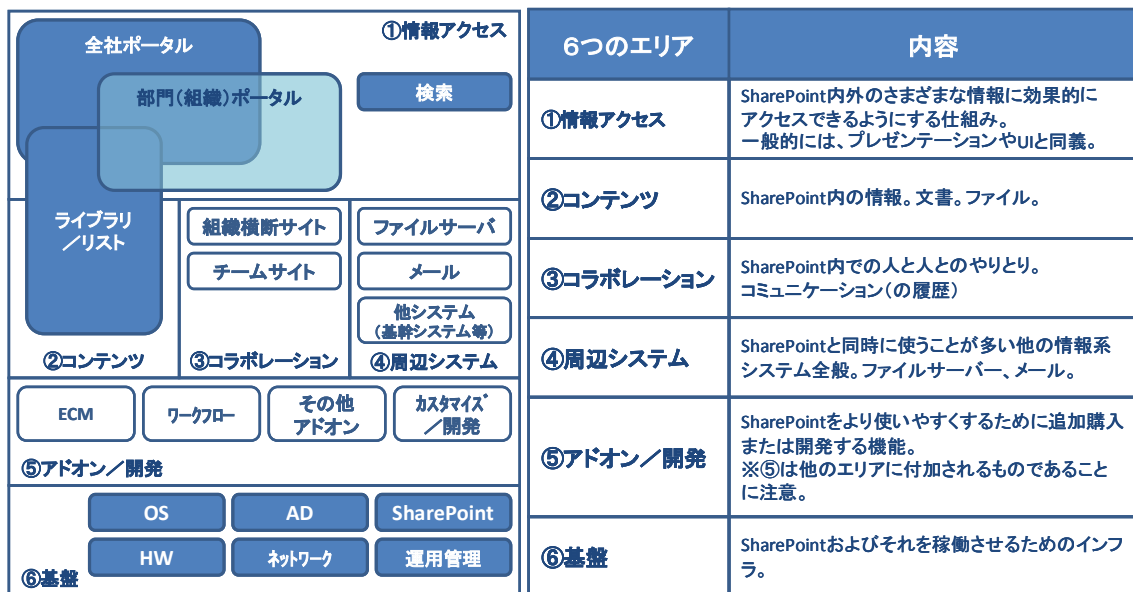 全社ポータル
①情報アクセス
部門（組織）ポータル
検索
ライブラリ
／リスト
組織横断サイト
チームサイト
ファイルサーバ
メール
他システム
（基幹システム等）
②コンテンツ
③コラボレーション
④周辺システム
ECM
ワークフロー
その他
アドオン
カスタマイズ
／開発
⑤アドオン／開発
OS
AD
SharePoint
HW
ネットワーク
運用管理
⑥基盤
６つのエリア
内容
①情報アクセス
SharePoint内外のさまざまな情報に効果的に
アクセスできるようにする仕組み。
一般的には、プレゼンテーションやUIと同義。
②コンテンツ
SharePoint内の情報。文書。ファイル。
③コラボレーション
SharePoint内での人と人とのやりとり。
コミュニケーション（の履歴）
④周辺システム
SharePointと同時に使うことが多い他の情報系
システム全般。ファイルサーバー、メール。
⑤アドオン／開発
SharePointをより使いやすくするために追加購入
または開発する機能。
※⑤は他のエリアに付加されるものであること
に注意。
⑥基盤
SharePointおよびそれを稼働させるためのインフ
ラ。